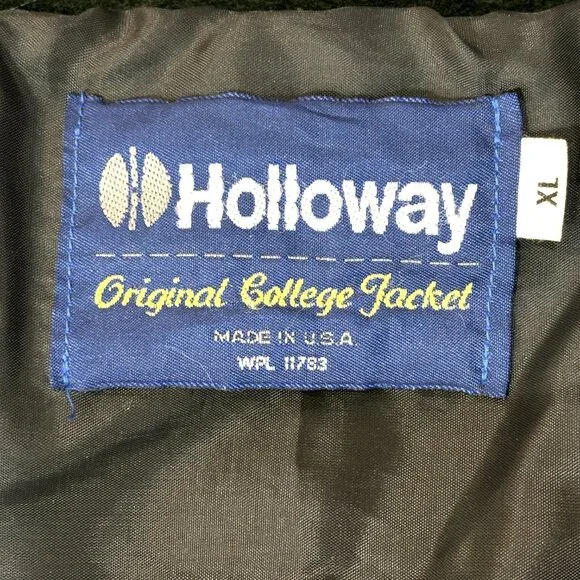 Holloway
Original College Jacket
MADE IN U.S.A.
WPL 11783
XL